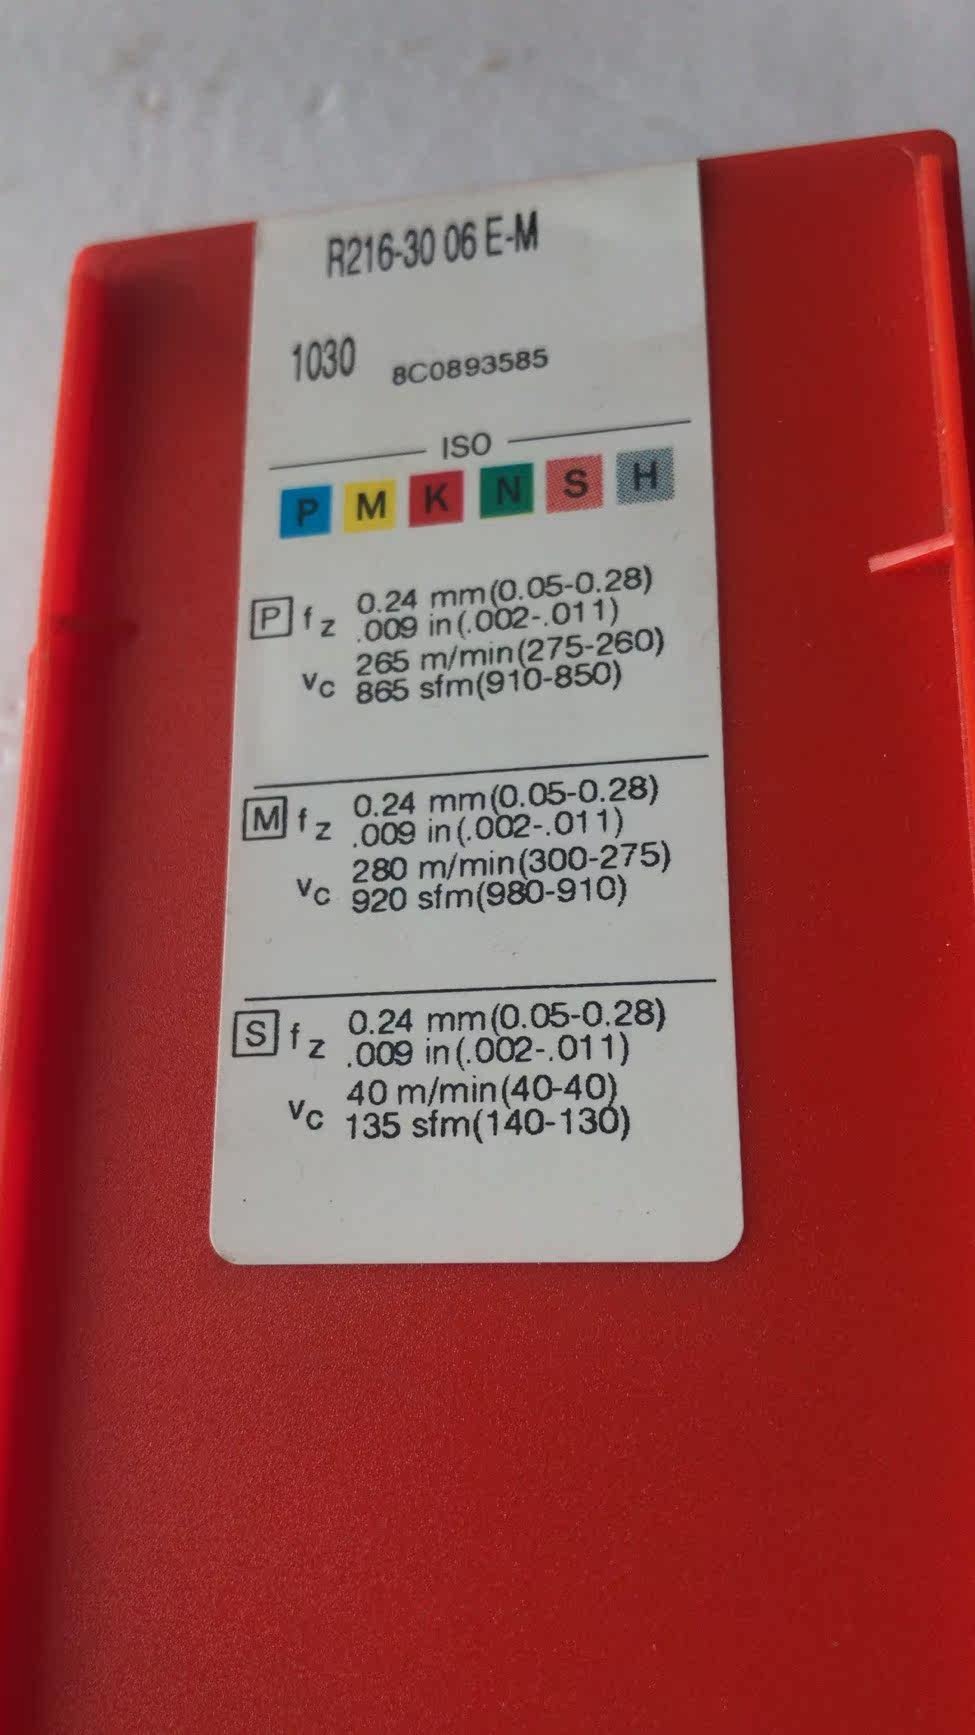 R216-30 06 E-M
1030 8C0893585
ISO
P M K N S H
P fz 0.24 mm(0.05-0.28)
.009 in(.002-.011)
vc 265 m/min(275-260)
865 sfm(910-850)
M fz 0.24 mm(0.05-0.28)
.009 in(.002-.011)
vc 280 m/min(300-275)
920 sfm(980-910)
S fz 0.24 mm(0.05-0.28)
.009 in(.002-.011)
vc 40 m/min(40-40)
135 sfm(140-130)